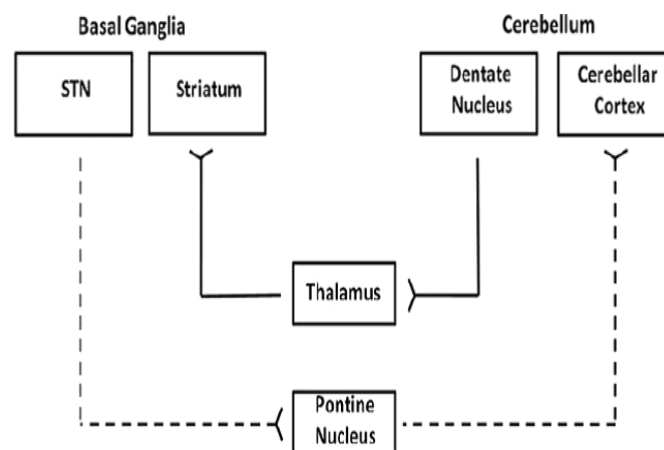 Basal Ganglia
Cerebellum
STN
Striatum
Dentate
Nucleus
Cerebellar
Cortex
Thalamus
Pontine
Nucleus